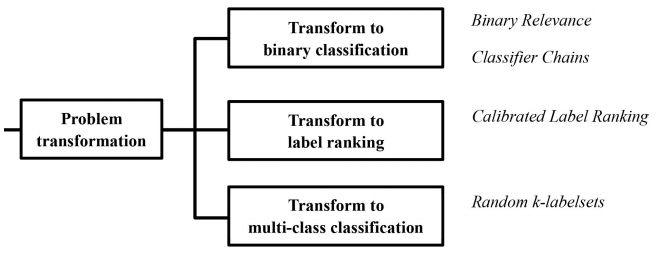 Transform to
binary classification
Binary Relevance
Classifier Chains
Problem
transformation
Transform to
label ranking
Calibrated Label Ranking
Transform to
multi-class classification
Random k-labelsets